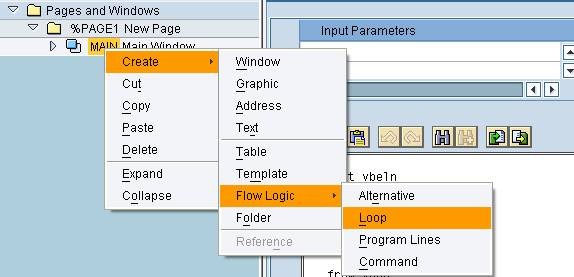 Pages and Windows
%PAGE1 New Page
MAIN Main Window
Input Parameters
Create
Cut
Copy
Paste
Delete
Expand
Collapse
Window
Graphic
Address
Text
Table
Template
Flow Logic
Folder
Reference
Alternative
Loop
Program Lines
Command
vbeln